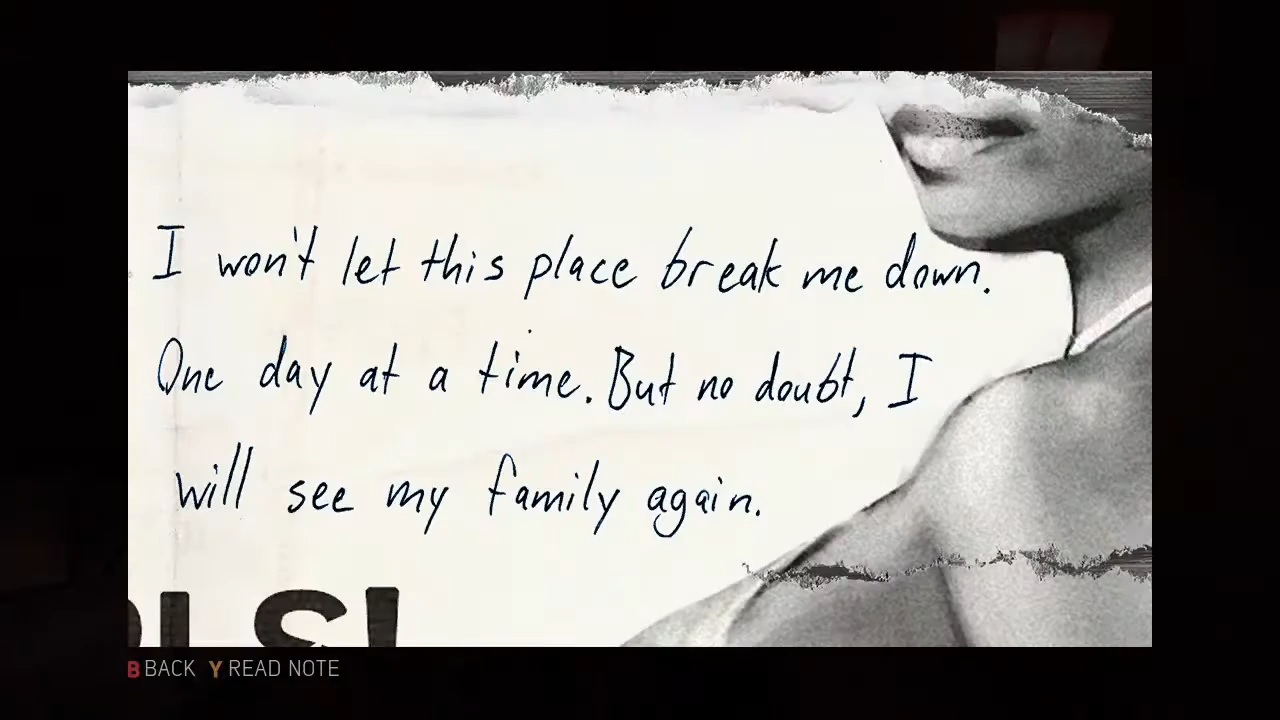 I won't let this place break me down.
One day at a time. But no doubt, I
will see my family again.
LS!
B BACK Y READ NOTE